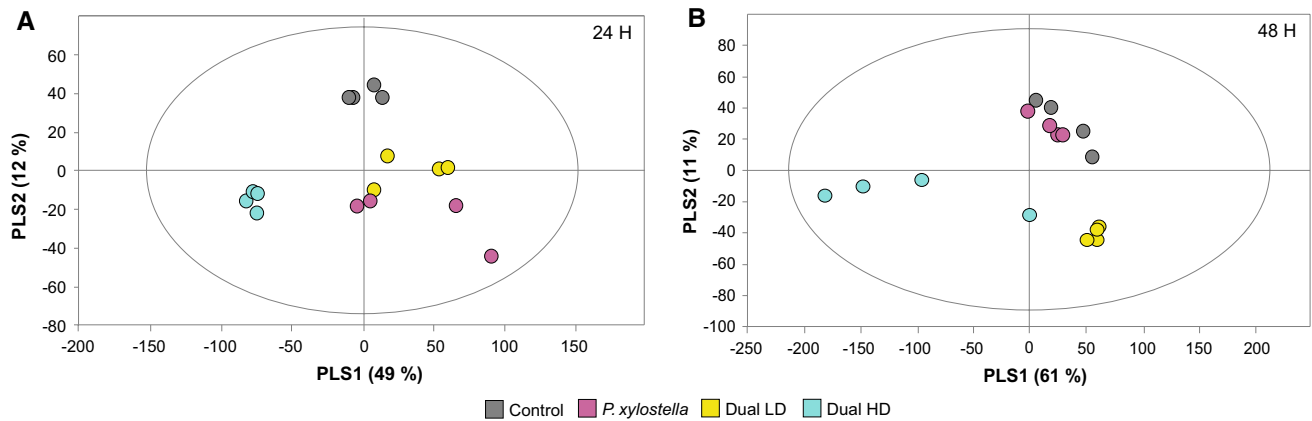 A
24 H
PLS2 (12 %)
60
40
20
0
-20
-40
-60
-80
-200 -150 -100 -50 0 50 100 150
PLS1 (49 %)
B
48 H
PLS2 (11 %)
80
60
40
20
0
-20
-40
-60
-80
-100
-250 -200 -150 -100 -50 0 50 100 150 200
PLS1 (61 %)
Control P. xylostella Dual LD Dual HD